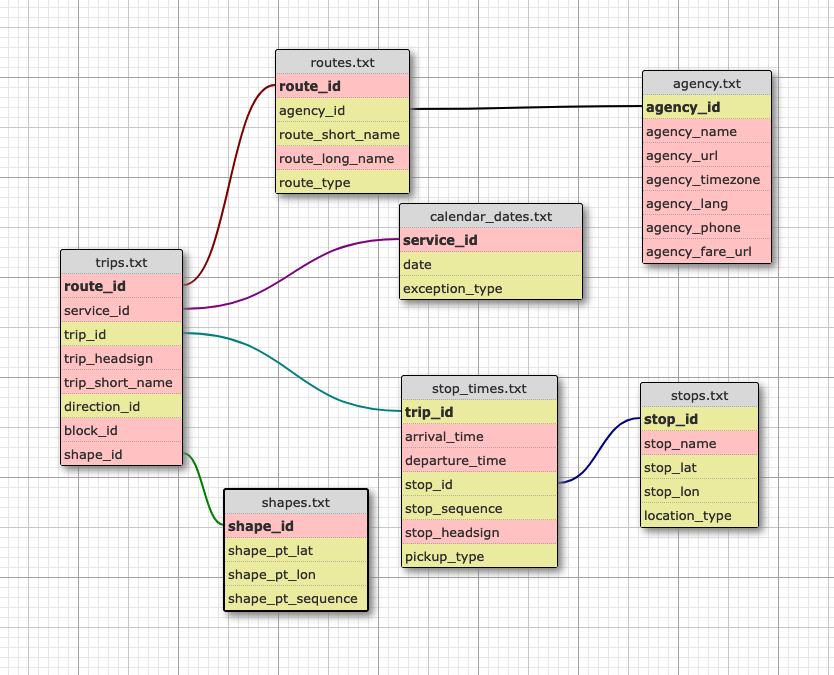 routes.txt
route_id
agency_id
route_short_name
route_long_name
route_type
agency.txt
agency_id
agency_name
agency_url
agency_timezone
agency_lang
agency_phone
agency_fare_url
calendar_dates.txt
service_id
date
exception_type
trips.txt
route_id
service_id
trip_id
trip_headsign
trip_short_name
direction_id
block_id
shape_id
stop_times.txt
trip_id
arrival_time
departure_time
stop_id
stop_sequence
stop_headsign
pickup_type
stops.txt
stop_id
stop_name
stop_lat
stop_lon
location_type
shapes.txt
shape_id
shape_pt_lat
shape_pt_lon
shape_pt_sequence